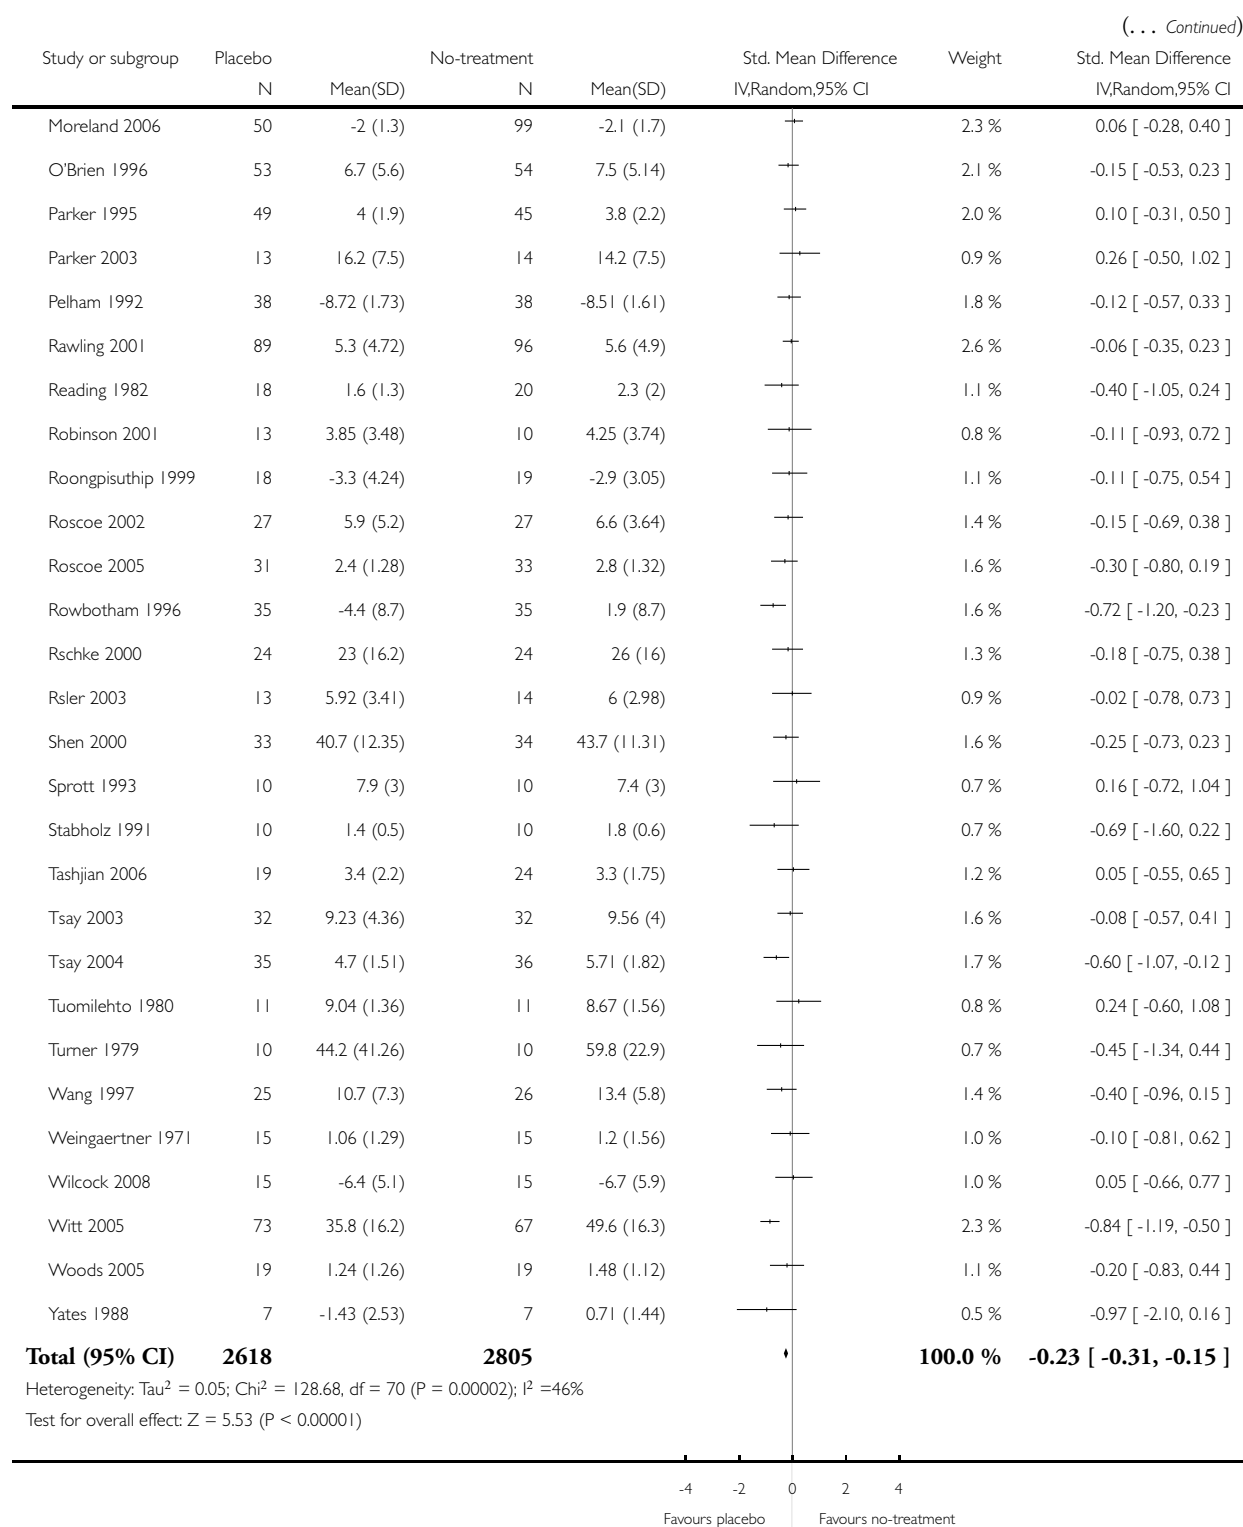 (... Continued)
Study or subgroup Placebo No-treatment Std. Mean Difference Weight Std. Mean Difference
N Mean(SD) N Mean(SD) IV,Random,95% CI IV,Random,95% CI
Moreland 2006 50 -2 (1.3) 99 -2.1 (1.7) 2.3 % 0.06 [ -0.28, 0.40 ]
O'Brien 1996 53 6.7 (5.6) 54 7.5 (5.14) 2.1 % -0.15 [ -0.53, 0.23 ]
Parker 1995 49 4 (1.9) 45 3.8 (2.2) 2.0 % 0.10 [ -0.31, 0.50 ]
Parker 2003 13 16.2 (7.5) 14 14.2 (7.5) 0.9 % 0.26 [ -0.50, 1.02 ]
Pelham 1992 38 -8.72 (1.73) 38 -8.51 (1.61) 1.8 % -0.12 [ -0.57, 0.33 ]
Rawling 2001 89 5.3 (4.72) 96 5.6 (4.9) 2.6 % -0.06 [ -0.35, 0.23 ]
Reading 1982 18 1.6 (1.3) 20 2.3 (2) 1.1 % -0.40 [ -1.05, 0.24 ]
Robinson 2001 13 3.85 (3.48) 10 4.25 (3.74) 0.8 % -0.11 [ -0.93, 0.72 ]
Roongpisuthip 1999 18 -3.3 (4.24) 19 -2.9 (3.05) 1.1 % -0.11 [ -0.75, 0.54 ]
Roscoe 2002 27 5.9 (5.2) 27 6.6 (3.64) 1.4 % -0.15 [ -0.69, 0.38 ]
Roscoe 2005 31 2.4 (1.28) 33 2.8 (1.32) 1.6 % -0.30 [ -0.80, 0.19 ]
Rowbotham 1996 35 -4.4 (8.7) 35 1.9 (8.7) 1.6 % -0.72 [ -1.20, -0.23 ]
Rschke 2000 24 23 (16.2) 24 26 (16) 1.3 % -0.18 [ -0.75, 0.38 ]
Rsler 2003 13 5.92 (3.41) 14 6 (2.98) 0.9 % -0.02 [ -0.78, 0.73 ]
Shen 2000 33 40.7 (12.35) 34 43.7 (11.31) 1.6 % -0.25 [ -0.73, 0.23 ]
Sprott 1993 10 7.9 (3) 10 7.4 (3) 0.7 % 0.16 [ -0.72, 1.04 ]
Stabholz 1991 10 1.4 (0.5) 10 1.8 (0.6) 0.7 % -0.69 [ -1.60, 0.22 ]
Tashjian 2006 19 3.4 (2.2) 24 3.3 (1.75) 1.2 % 0.05 [ -0.55, 0.65 ]
Tsay 2003 32 9.23 (4.36) 32 9.56 (4) 1.6 % -0.08 [ -0.57, 0.41 ]
Tsay 2004 35 4.7 (1.51) 36 5.71 (1.82) 1.7 % -0.60 [ -1.07, -0.12 ]
Tuomilehto 1980 11 9.04 (1.36) 11 8.67 (1.56) 0.8 % 0.24 [ -0.60, 1.08 ]
Turner 1979 10 44.2 (41.26) 10 59.8 (22.9) 0.7 % -0.45 [ -1.34, 0.44 ]
Wang 1997 25 10.7 (7.3) 26 13.4 (5.8) 1.4 % -0.40 [ -0.96, 0.15 ]
Weingaertner 1971 15 1.06 (1.29) 15 1.2 (1.56) 1.0 % -0.10 [ -0.81, 0.62 ]
Wilcock 2008 15 -6.4 (5.1) 15 -6.7 (5.9) 1.0 % 0.05 [ -0.66, 0.77 ]
Witt 2005 73 35.8 (16.2) 67 49.6 (16.3) 2.3 % -0.84 [ -1.19, -0.50 ]
Woods 2005 19 1.24 (1.26) 19 1.48 (1.12) 1.1 % -0.20 [ -0.83, 0.44 ]
Yates 1988 7 -1.43 (2.53) 7 0.71 (1.44) 0.5 % -0.97 [ -2.10, 0.16 ]
Total (95% CI) 2618 2805 100.0 % -0.23 [ -0.31, -0.15 ]
Heterogeneity: Tau² = 0.05; Chi² = 128.68, df = 70 (P = 0.00002); I² =46%
Test for overall effect: Z = 5.53 (P < 0.00001)
-4 -2 0 2 4
Favours placebo Favours no-treatment